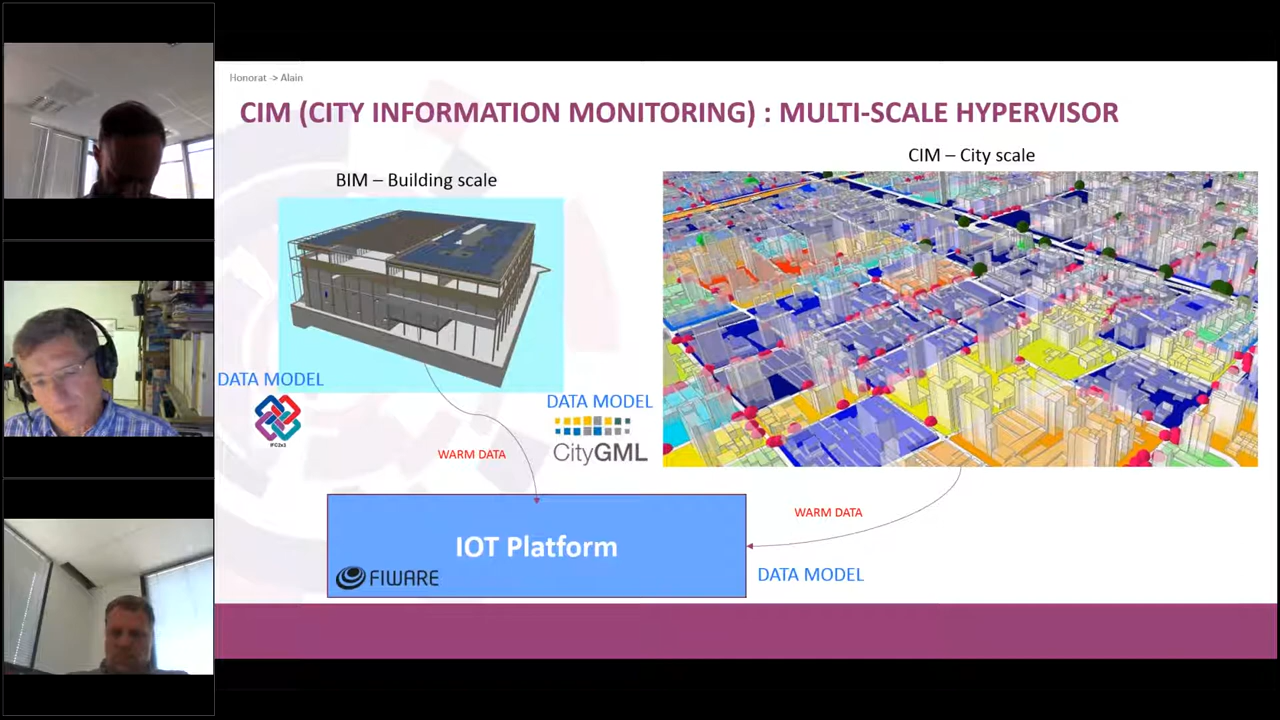 Honorat -> Alain
CIM (CITY INFORMATION MONITORING) : MULTI-SCALE HYPERVISOR
CIM – City scale
BIM – Building scale
DATA MODEL
IFC2x3
DATA MODEL
CityGML
WARM DATA
WARM DATA
IOT Platform
FIWARE
DATA MODEL